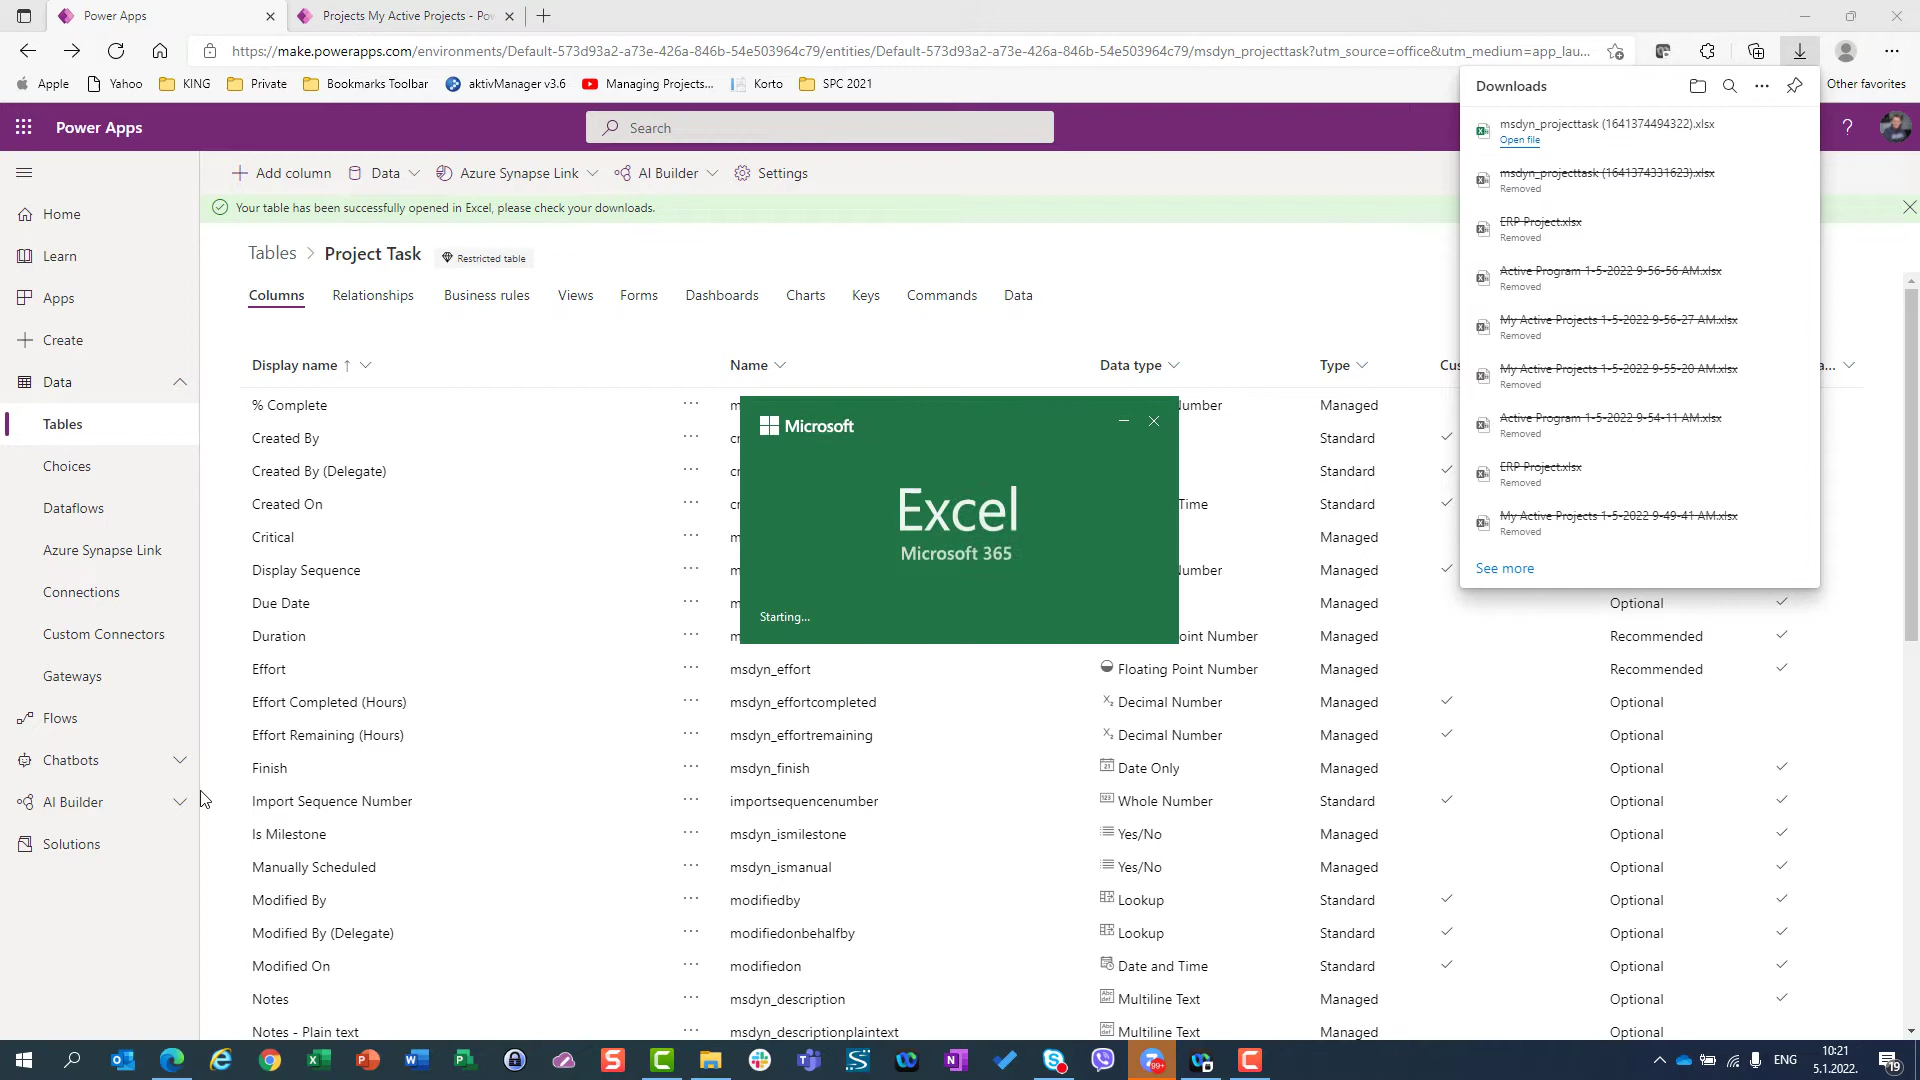 Power Apps
Projects My Active Projects - Pow
https://make.powerapps.com/environments/Default-573d93a2-a73e-426a-846b-54e503964c79/entities/Default-573d93a2-a73e-426a-846b-54e503964c79/msdyn_projecttask?utm_source=office&utm_medium=app_lau...
Apple
Yahoo
KING
Private
Bookmarks Toolbar
aktivManager v3.6
Managing Projects...
Korto
SPC 2021
Other favorites
Power Apps
Search
?
Add column
Data
Azure Synapse Link
AI Builder
Settings
Your table has been successfully opened in Excel, please check your downloads.
Home
Learn
Apps
Create
Data
Tables
Choices
Dataflows
Azure Synapse Link
Connections
Custom Connectors
Gateways
Flows
Chatbots
AI Builder
Solutions
Tables > Project Task
Restricted table
Columns
Relationships
Business rules
Views
Forms
Dashboards
Charts
Keys
Commands
Data
Display name ↑
Name
Data type
Type
Cus
a...
% Complete ... m umber Managed
Created By ... cr Standard
Created By (Delegate) ... cr Standard
Created On ... cr Time Standard
Critical ... m Managed
Display Sequence ... m umber Managed
Due Date ... m Managed Optional
Duration ... m oint Number Managed Recommended
Effort ... msdyn_effort Floating Point Number Managed Recommended
Effort Completed (Hours) ... msdyn_effortcompleted Decimal Number Managed Optional
Effort Remaining (Hours) ... msdyn_effortremaining Decimal Number Managed Optional
Finish ... msdyn_finish Date Only Managed Optional
Import Sequence Number ... importsequencenumber Whole Number Standard Optional
Is Milestone ... msdyn_ismilestone Yes/No Managed Optional
Manually Scheduled ... msdyn_ismanual Yes/No Managed Optional
Modified By ... modifiedby Lookup Standard Optional
Modified By (Delegate) ... modifiedonbehalfby Lookup Standard Optional
Modified On ... modifiedon Date and Time Standard Optional
Notes ... msdyn_description Multiline Text Managed Optional
Notes - Plain text ... msdyn_descriptionplaintext Multiline Text Managed Optional
Microsoft
Excel
Microsoft 365
Starting...
Downloads
msdyn_projecttask (1641374494322).xlsx
Open file
msdyn_projecttask (1641374331623).xlsx
Removed
ERP Project.xlsx
Removed
Active Program 1-5-2022 9-56-56 AM.xlsx
Removed
My Active Projects 1-5-2022 9-56-27 AM.xlsx
Removed
My Active Projects 1-5-2022 9-55-20 AM.xlsx
Removed
Active Program 1-5-2022 9-54-11 AM.xlsx
Removed
ERP Project.xlsx
Removed
My Active Projects 1-5-2022 9-49-41 AM.xlsx
Removed
See more
99+
ENG
10:21
5.1.2022.
19